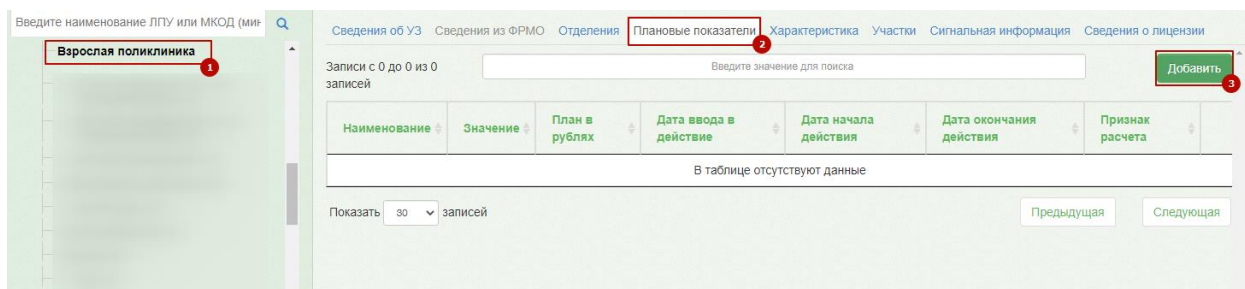 Введите наименование ЛПУ или МКОД (мин
Взрослая поликлиника
1
Сведения об УЗ Сведения из ФРМО Отделения Плановые показатели Характеристика Участки Сигнальная информация Сведения о лицензии
2
Записи с 0 до 0 из 0
записей
Введите значение для поиска
Добавить
3
Наименование Значение План в рублях Дата ввода в действие Дата начала действия Дата окончания действия Признак расчета
В таблице отсутствуют данные
Показать 30 записей
Предыдущая Следующая